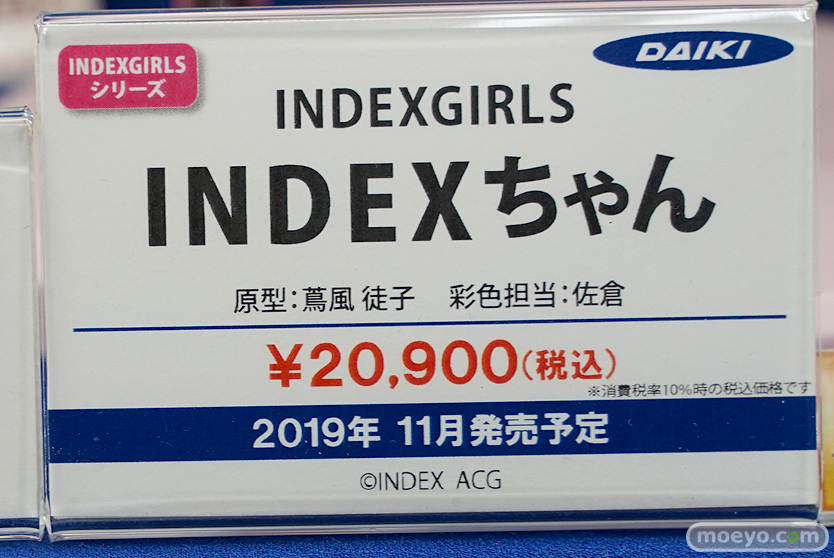 INDEXGIRLS
シリーズ
DAIKI
INDEXGIRLS
INDEXちゃん
原型：蔦風 徒子 彩色担当：佐倉
￥20,900(税込)
※消費税率10%時の税込価格です
2019年 11月発売予定
©INDEX ACG
moeyo.com